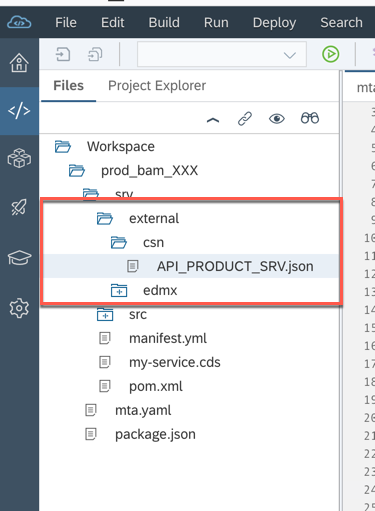 File Edit Build Run Deploy Search
Files Project Explorer
mta
Workspace
prod_bam_XXX
srv
external
csn
API_PRODUCT_SRV.json
edmx
src
manifest.yml
my-service.cds
pom.xml
mta.yaml
package.json
3
4
5
6
7
8
9
10
11
12
13
14
15
16
17
18
19
20
21
22
23
24
25